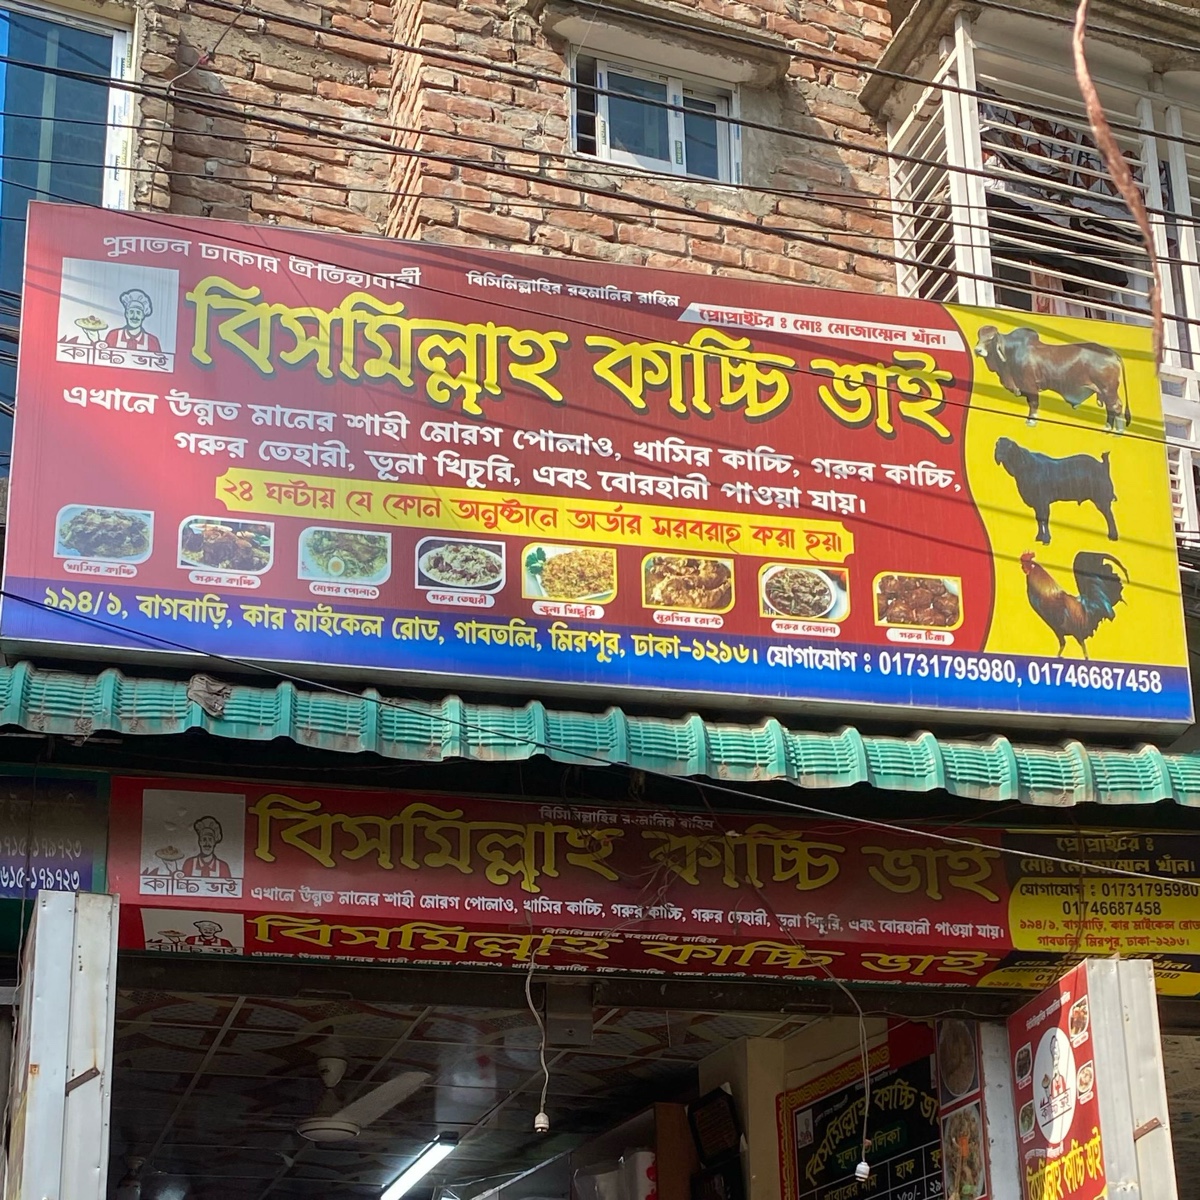 পুরাতন ঢাকার ঐতিহ্যবাহী
বিসিমিল্লাহির রহমানির রাহিম
প্রোপ্রাইটর : মোঃ মোজাম্মেল খাঁন।
কাচ্চি ভাই
বিসমিল্লাহ কাচ্চি ভাই
এখানে উন্নত মানের শাহী মোরগ পোলাও, খাসির কাচ্চি, গরুর কাচ্চি,
গরুর তেহারী, ভূনা খিচুরি, এবং বোরহানী পাওয়া যায়।
২৪ ঘন্টায় যে কোন অনুষ্টানে অর্ডার সরবরাহ করা হয়।
খাসির কাচ্চি
গরুর কাচ্চি
মোগর পোলাও
গরুর তেহারী
ভূনা খিচুরি
মুরগির রোস্ট
গরুর রেজালা
গরুর টিক্কা
১৯৪/১, বাগবাড়ি, কার মাইকেল রোড, গাবতলি, মিরপুর, ঢাকা-১২১৬। যোগাযোগ : 01731795980, 01746687458
বিসিমিল্লাহির রহমানির রাহিম
কাচ্চি ভাই
বিসমিল্লাহ কাচ্চি ভাই
এখানে উন্নত মানের শাহী মোরগ পোলাও, খাসির কাচ্চি, গরুর কাচ্চি, গরুর তেহারী, ভূনা খিচুরি, এবং বোরহানী পাওয়া যায়।
প্রোপ্রাইটর :
মোঃ মোজাম্মেল খাঁন।
যোগাযোগ : 01731795980
01746687458
১৯৪/১, বাগবাড়ি, কার মাইকেল রোড
গাবতলি, মিরপুর, ঢাকা-১২১৬।
বিসিমিল্লাহির রহমানির রাহিম
বিসমিল্লাহ কাচ্চি ভাই
কাচ্চি
মূল্য তালিকা
হাফ
কাচ্চি ভাই
বিসমিল্লাহ কাচ্চি ভাই